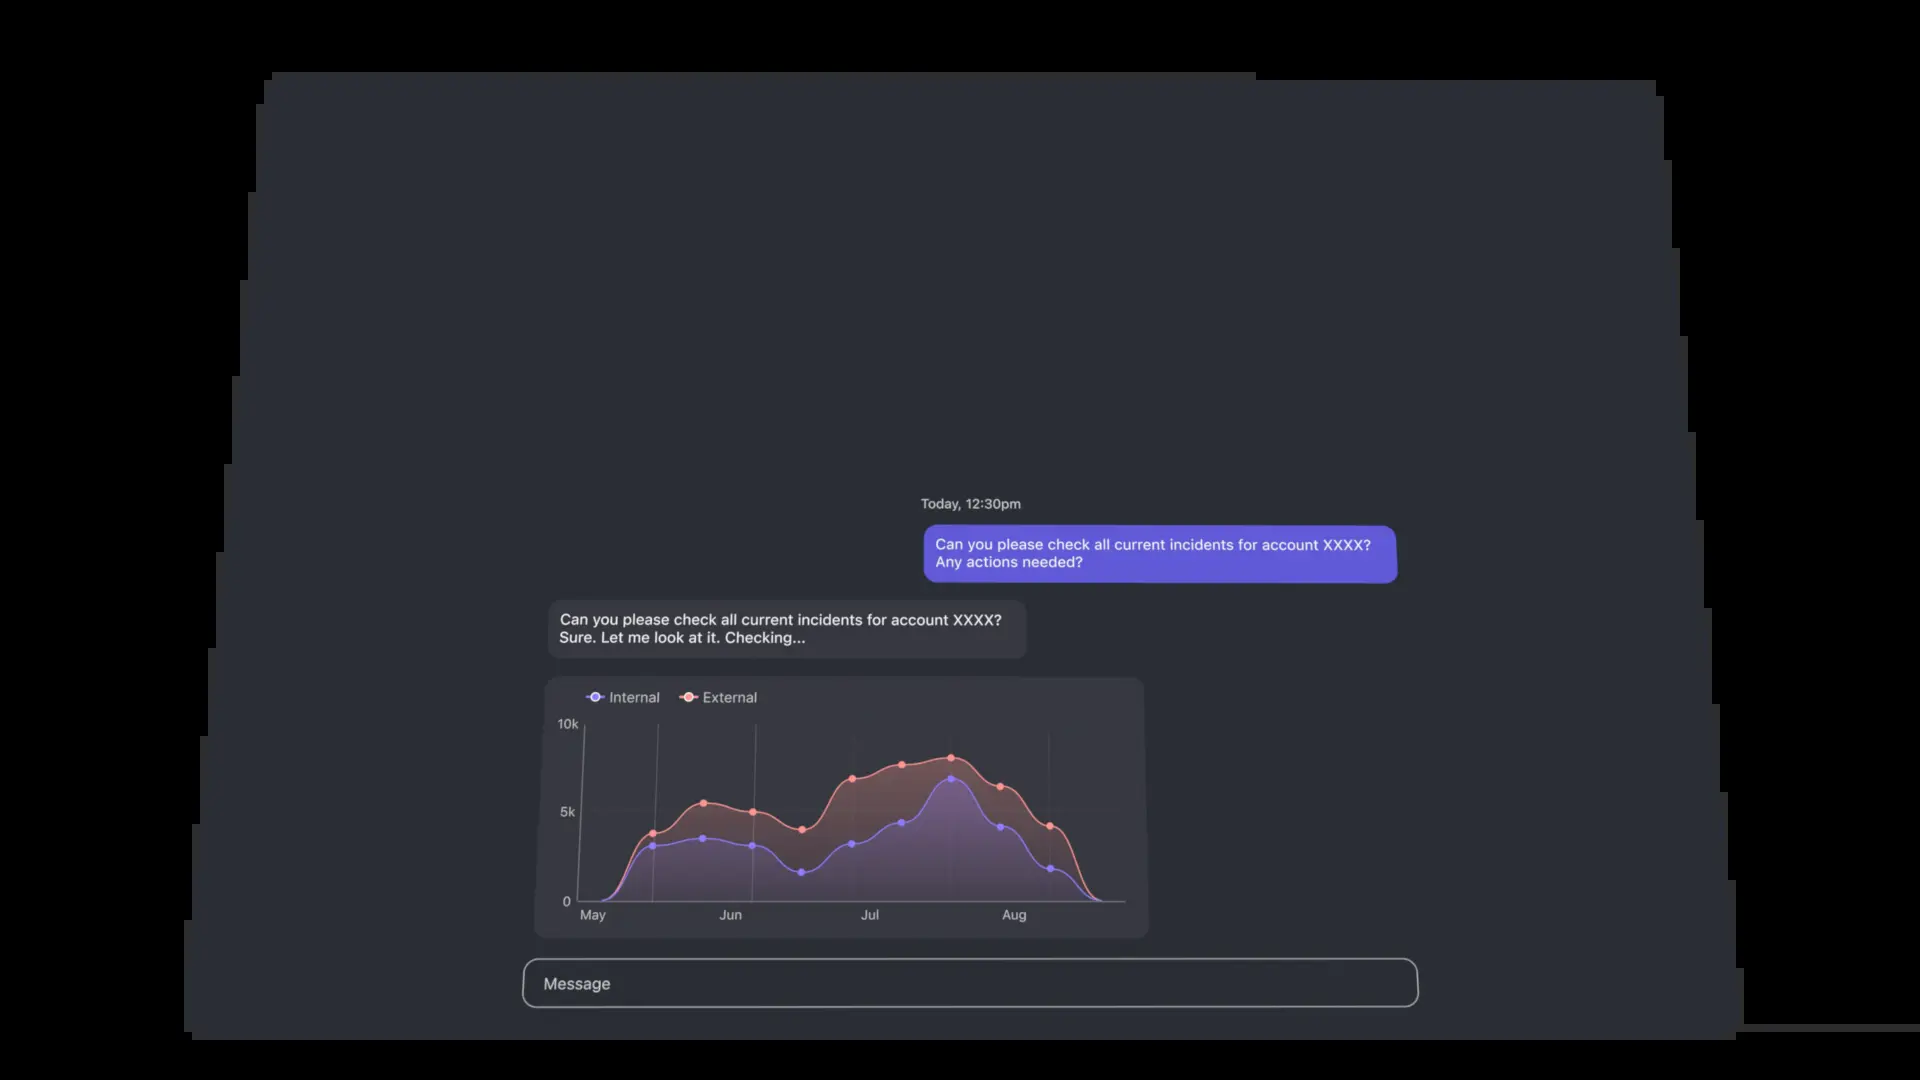 Today, 12:30pm
Can you please check all current incidents for account XXXX?
Any actions needed?
Can you please check all current incidents for account XXXX?
Sure. Let me look at it. Checking...
Internal External
10k
5k
0
May Jun Jul Aug
Message